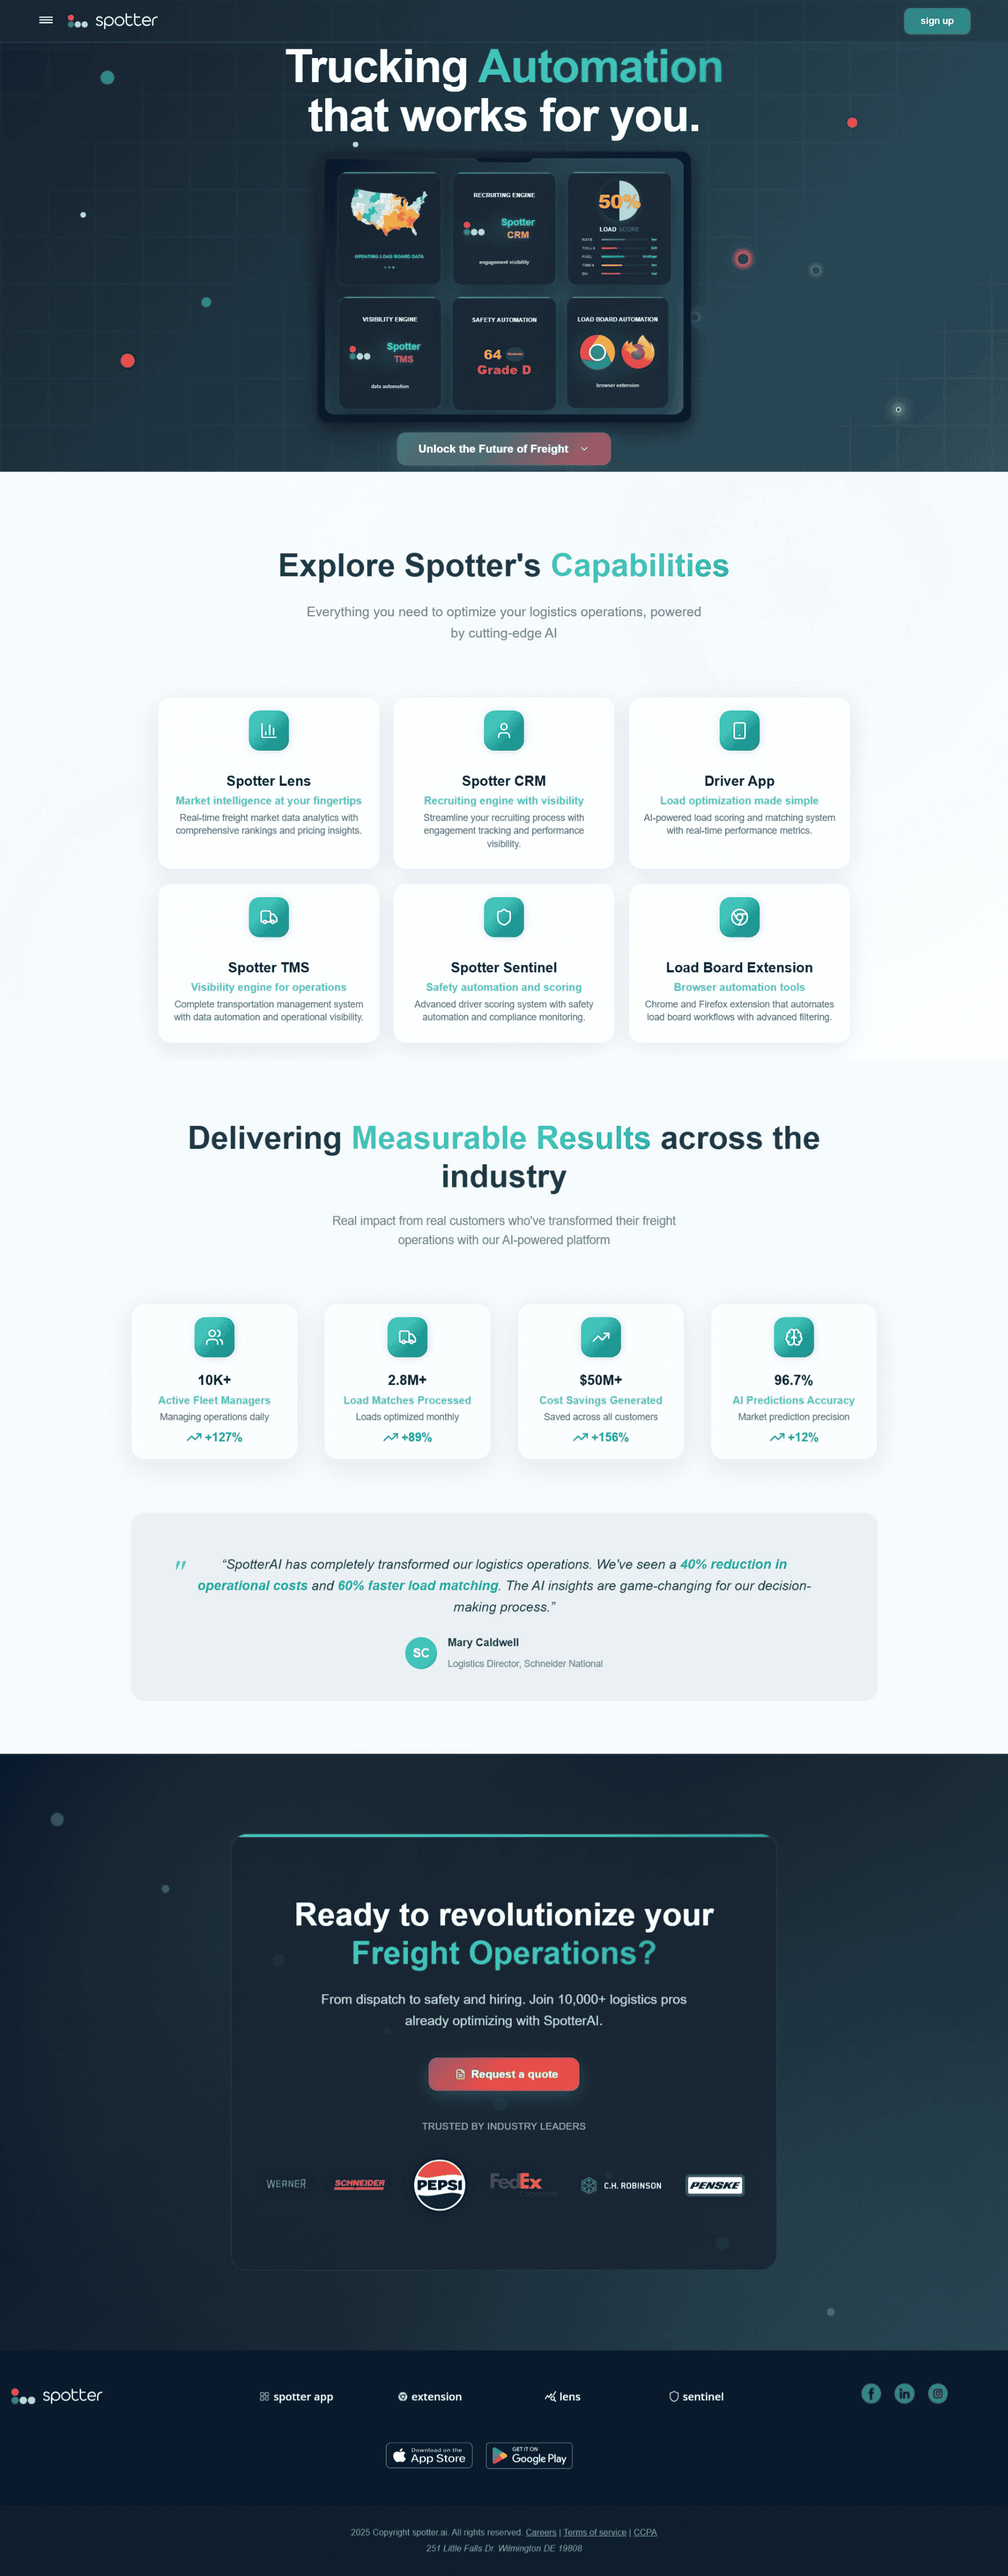 spotter
sign up
Trucking Automation
that works for you.
UPDATING LOAD BOARD DATA
RECRUITING ENGINE
Spotter
CRM
engagement visibility
50%
LOAD SCORE
RATE
TOLLS
FUEL
TIMES
VISIBILITY ENGINE
Spotter
TMS
data automation
SAFETY AUTOMATION
64
Grade D
LOAD BOARD AUTOMATION
browser extension
Unlock the Future of Freight
Explore Spotter's Capabilities
Everything you need to optimize your logistics operations, powered
by cutting-edge AI
Spotter Lens
Market intelligence at your fingertips
Real-time freight market data analytics with
comprehensive rankings and pricing insights.
Spotter CRM
Recruiting engine with visibility
Streamline your recruiting process with
engagement tracking and performance
visibility.
Driver App
Load optimization made simple
AI-powered load scoring and matching system
with real-time performance metrics.
Spotter TMS
Visibility engine for operations
Complete transportation management system
with data automation and operational visibility.
Spotter Sentinel
Safety automation and scoring
Advanced driver scoring system with safety
automation and compliance monitoring.
Load Board Extension
Browser automation tools
Chrome and Firefox extension that automates
load board workflows with advanced filtering.
Delivering Measurable Results across the
industry
Real impact from real customers who've transformed their freight
operations with our AI-powered platform
10K+
Active Fleet Managers
Managing operations daily
+127%
2.8M+
Load Matches Processed
Loads optimized monthly
+89%
$50M+
Cost Savings Generated
Saved across all customers
+156%
96.7%
AI Predictions Accuracy
Market prediction precision
+12%
"
“SpotterAI has completely transformed our logistics operations. We've seen a 40% reduction in
operational costs and 60% faster load matching. The AI insights are game-changing for our decision-
making process.”
SC
Mary Caldwell
Logistics Director, Schneider National
Ready to revolutionize your
Freight Operations?
From dispatch to safety and hiring. Join 10,000+ logistics pros
already optimizing with SpotterAI.
Request a quote
TRUSTED BY INDUSTRY LEADERS
WERNER
SCHNEIDER
PEPSI
FedEx
C.H. ROBINSON
PENSKE
spotter
spotter app
extension
lens
sentinel
Download on the
App Store
GET IT ON
Google Play
2025 Copyright spotter.ai. All rights reserved. Careers | Terms of service | CCPA
251 Little Falls Dr. Wilmington DE 19808